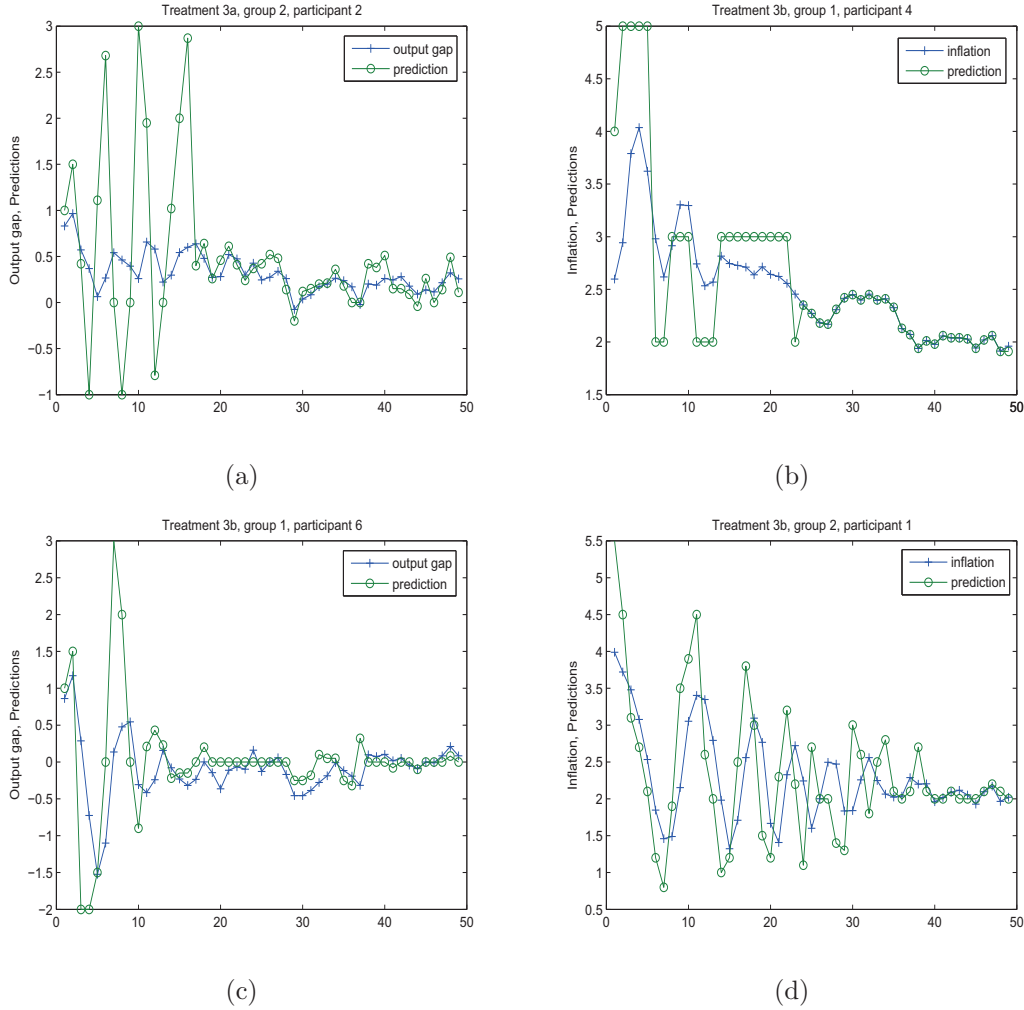 Treatment 3a, group 2, participant 2
Output gap, Predictions
3
2.5
2
1.5
1
0.5
0
−0.5
−1
0 10 20 30 40 50
output gap
prediction
(a)
Treatment 3b, group 1, participant 4
Inflation, Predictions
5
4.5
4
3.5
3
2.5
2
1.5
0 10 20 30 40 50
inflation
prediction
(b)
Treatment 3b, group 1, participant 6
Output gap, Predictions
3
2.5
2
1.5
1
0.5
0
−0.5
−1
−1.5
−2
0 10 20 30 40 50
output gap
prediction
(c)
Treatment 3b, group 2, participant 1
Inflation, Predictions
5.5
5
4.5
4
3.5
3
2.5
2
1.5
1
0.5
0 10 20 30 40 50
inflation
prediction
(d)